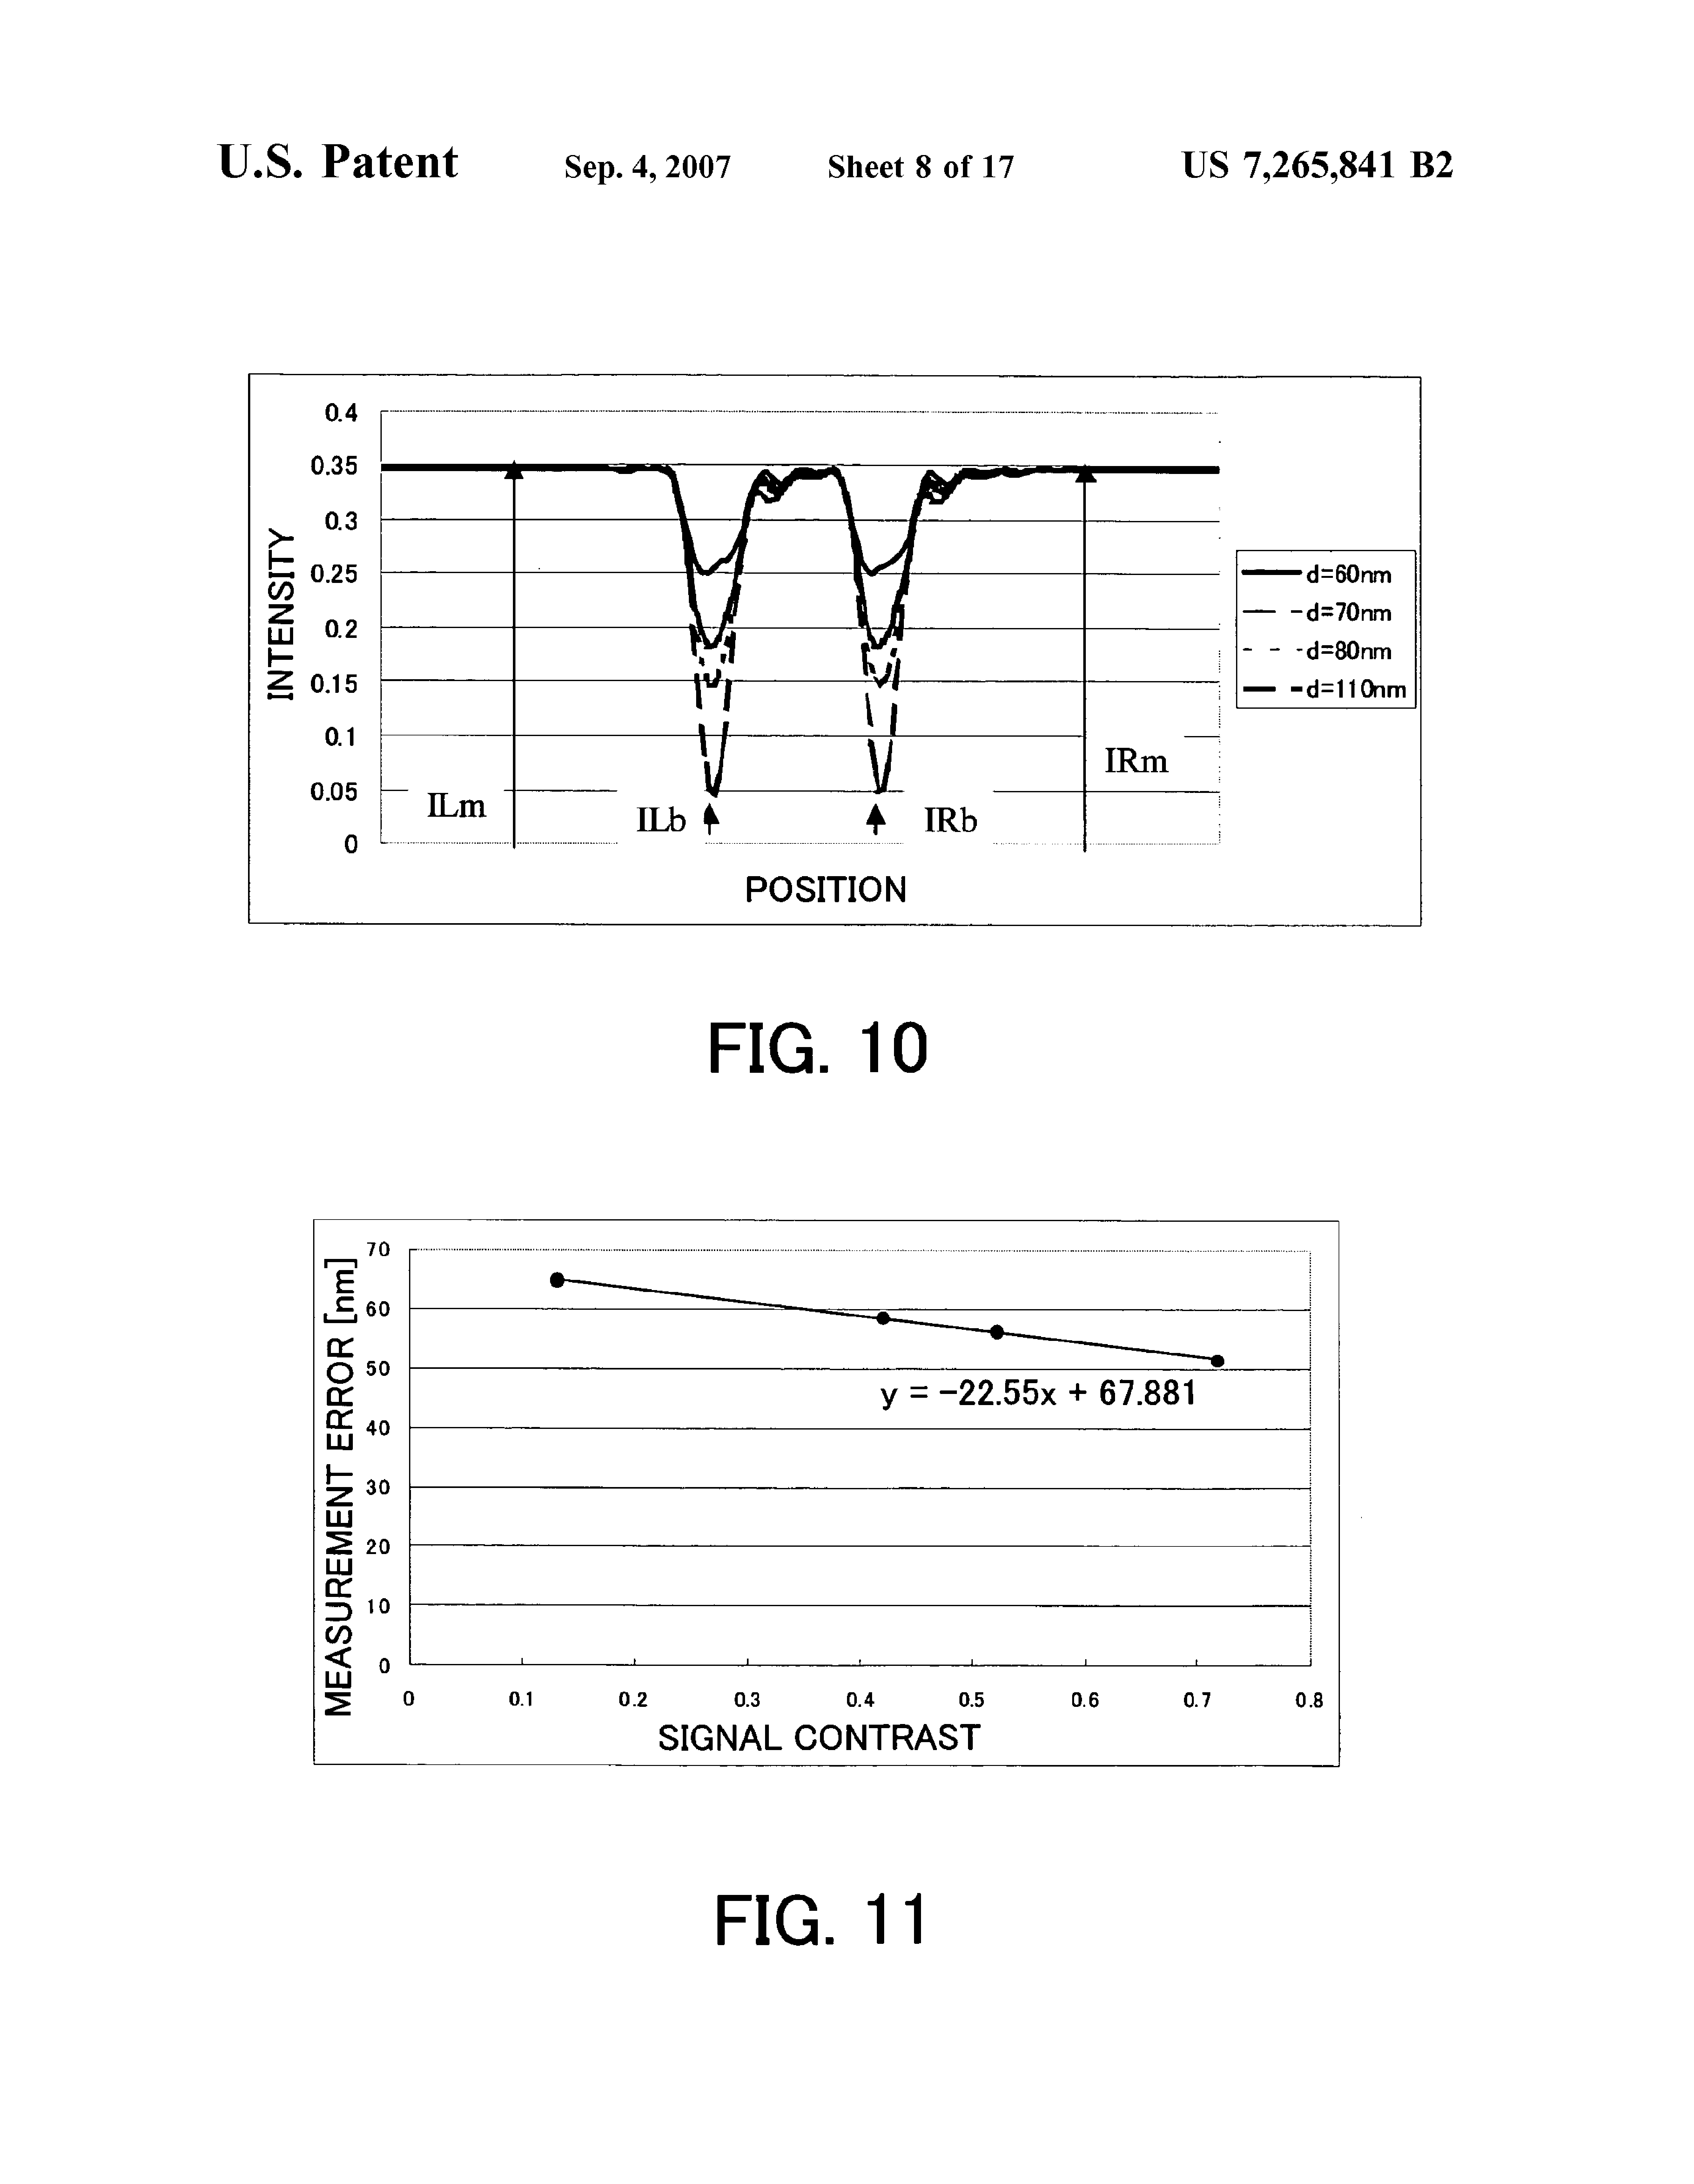 U.S. Patent Sep. 4, 2007 Sheet 8 of 17 US 7,265,841 B2
0.4
0.35
0.3
0.25
0.2
0.15
0.1
0.05
0
INTENSITY
ILm
ILb
IRb
IRm
POSITION
d=60nm
d=70nm
d=80nm
d=110nm
FIG. 10
70
60
50
40
30
20
10
0
MEASUREMENT ERROR [nm]
y = -22.55x + 67.881
0 0.1 0.2 0.3 0.4 0.5 0.6 0.7 0.8
SIGNAL CONTRAST
FIG. 11